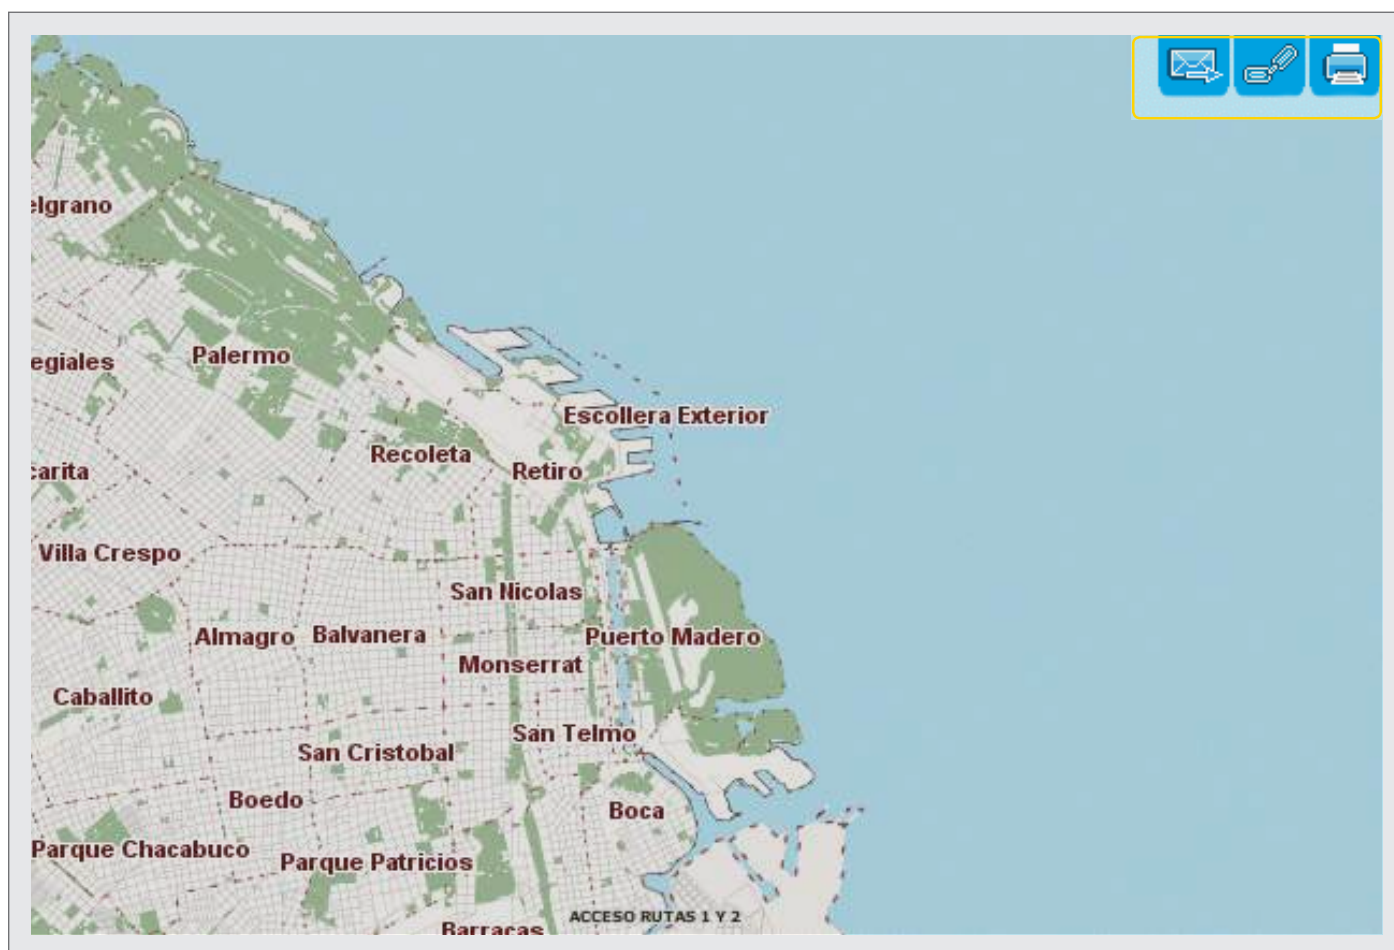 elgrano
Palermo
egiales
Escollera Exterior
Recoleta
Retiro
carita
Villa Crespo
San Nicolas
Almagro
Balvanera
Puerto Madero
Monserrat
Caballito
San Telmo
San Cristobal
Boedo
Boca
Parque Chacabuco
Parque Patricios
ACCESO RUTAS 1 Y 2
Barracas